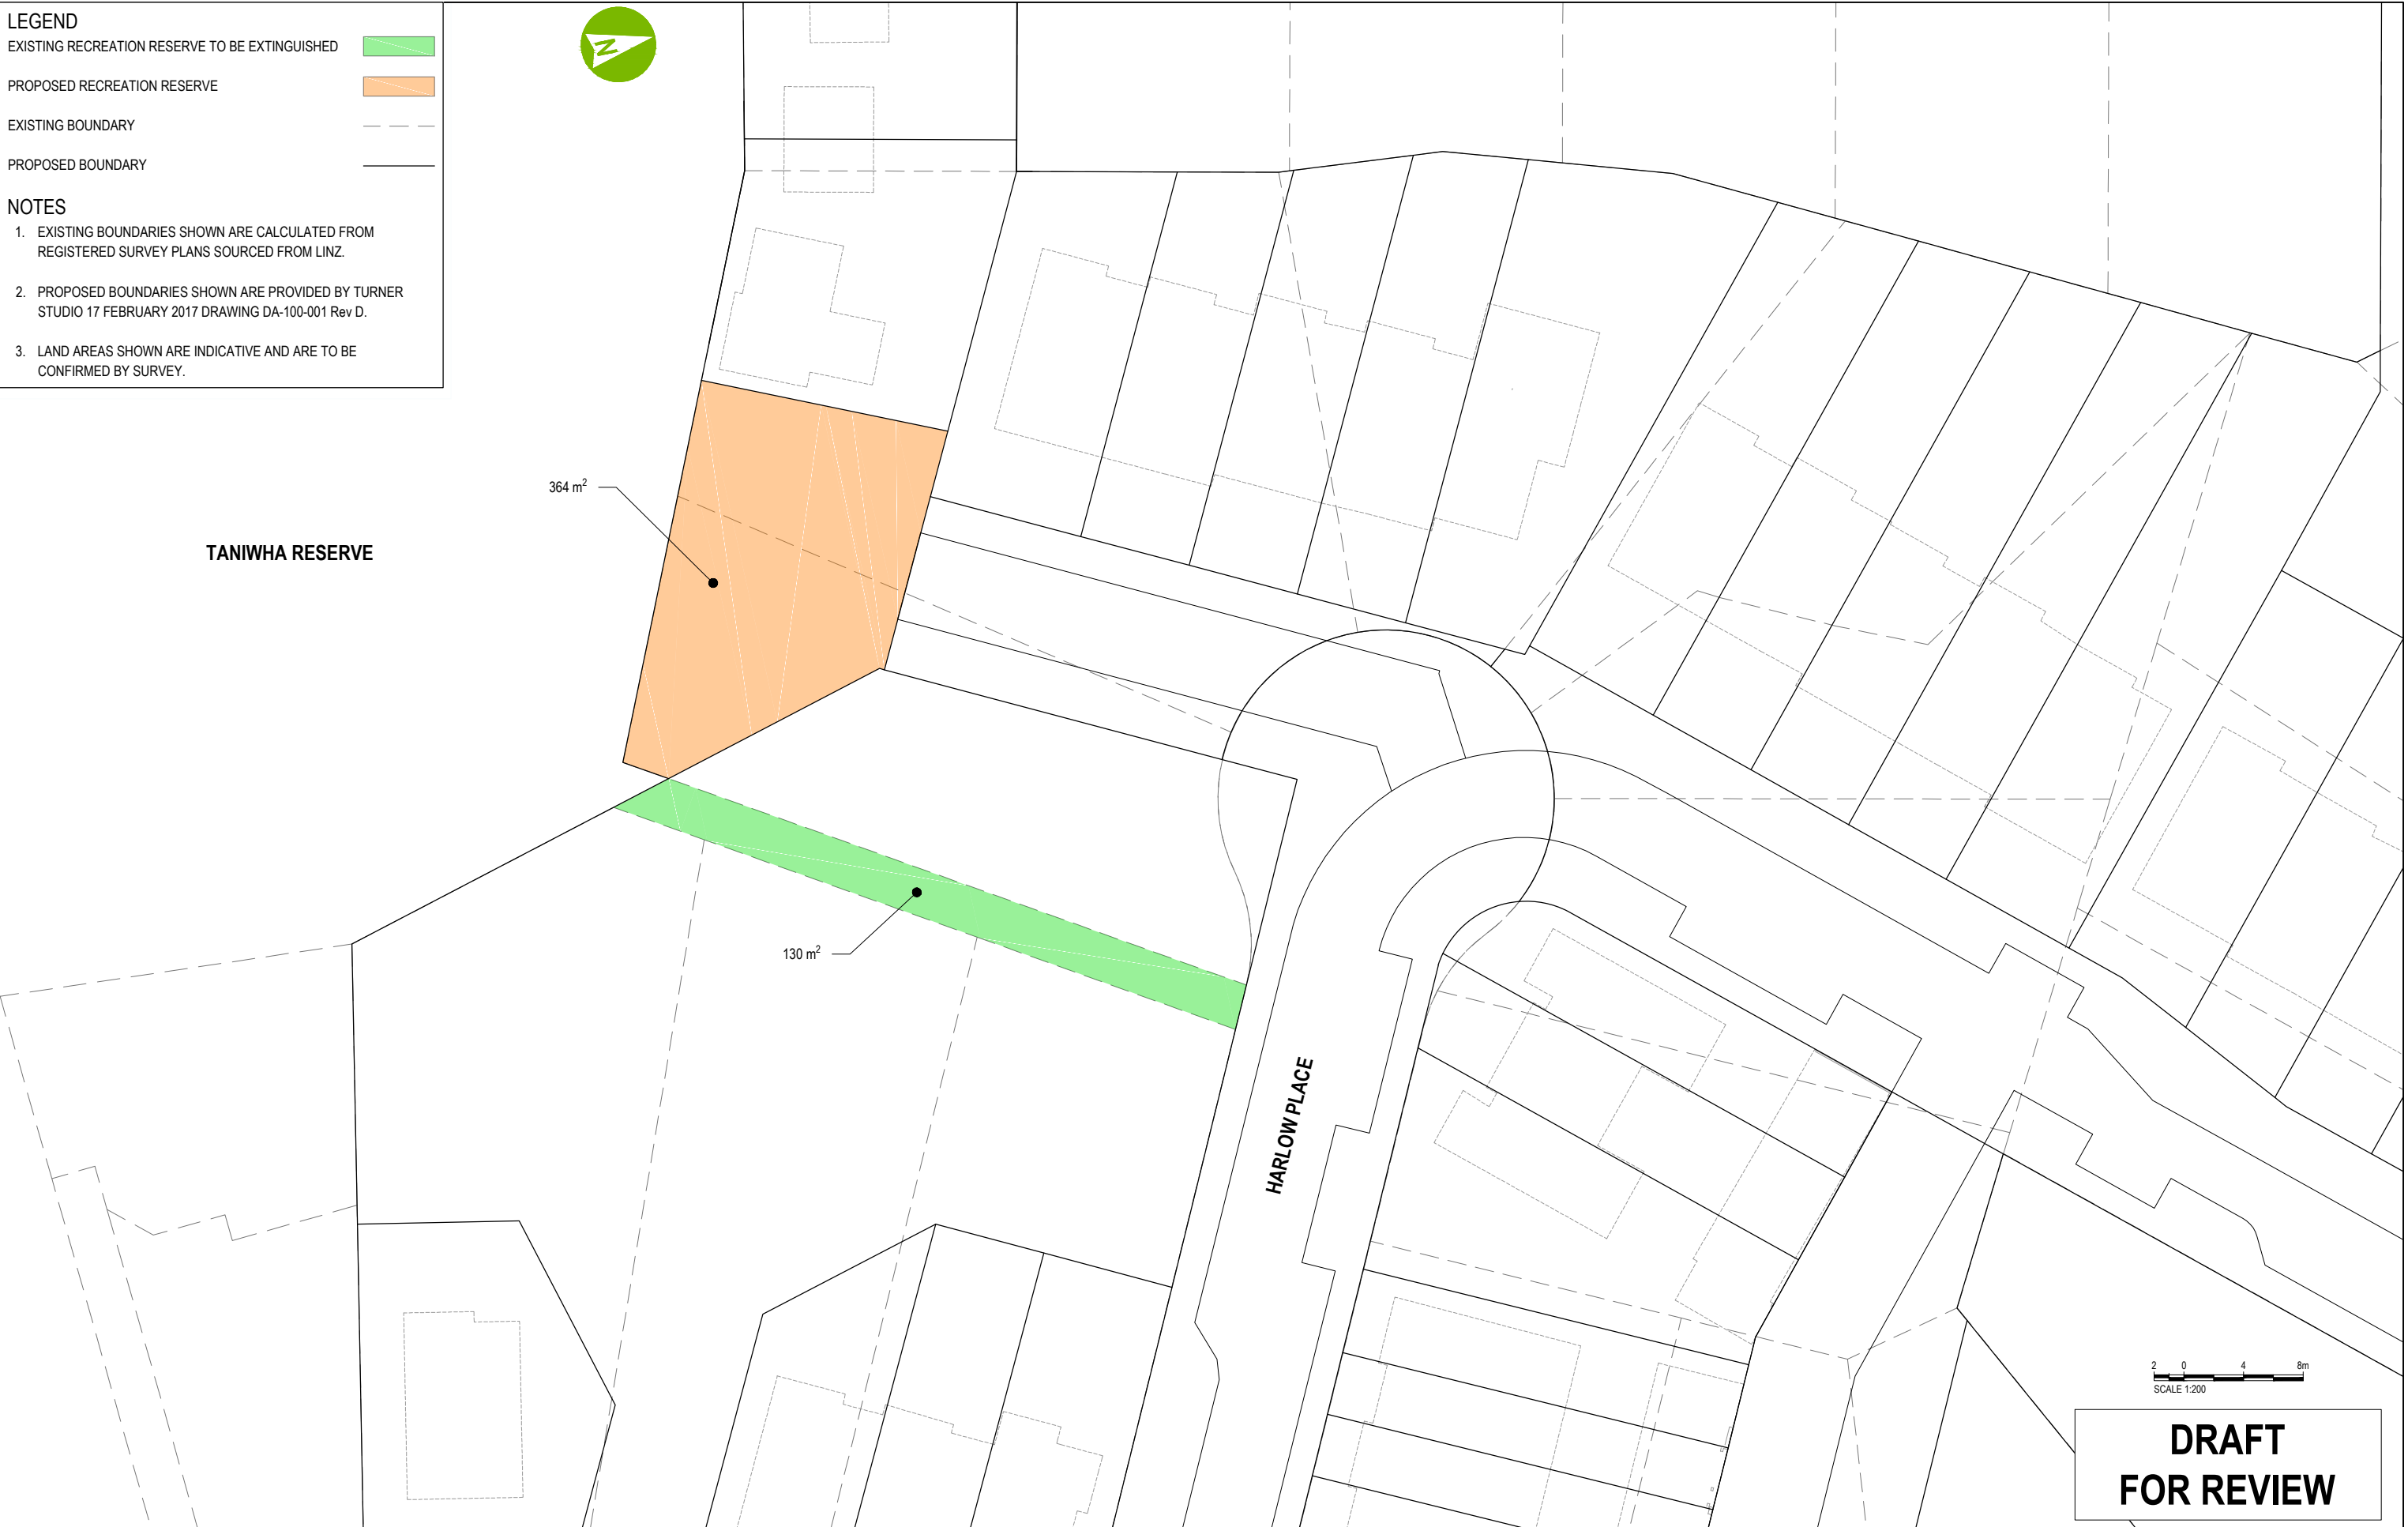 LEGEND
EXISTING RECREATION RESERVE TO BE EXTINGUISHED
PROPOSED RECREATION RESERVE
EXISTING BOUNDARY
PROPOSED BOUNDARY
NOTES
1. EXISTING BOUNDARIES SHOWN ARE CALCULATED FROM
REGISTERED SURVEY PLANS SOURCED FROM LINZ.
2. PROPOSED BOUNDARIES SHOWN ARE PROVIDED BY TURNER
STUDIO 17 FEBRUARY 2017 DRAWING DA-100-001 Rev D.
3. LAND AREAS SHOWN ARE INDICATIVE AND ARE TO BE
CONFIRMED BY SURVEY.
N
364 m²
TANIWHA RESERVE
130 m²
HARLOW PLACE
2 0 4 8m
SCALE 1:200
DRAFT
FOR REVIEW